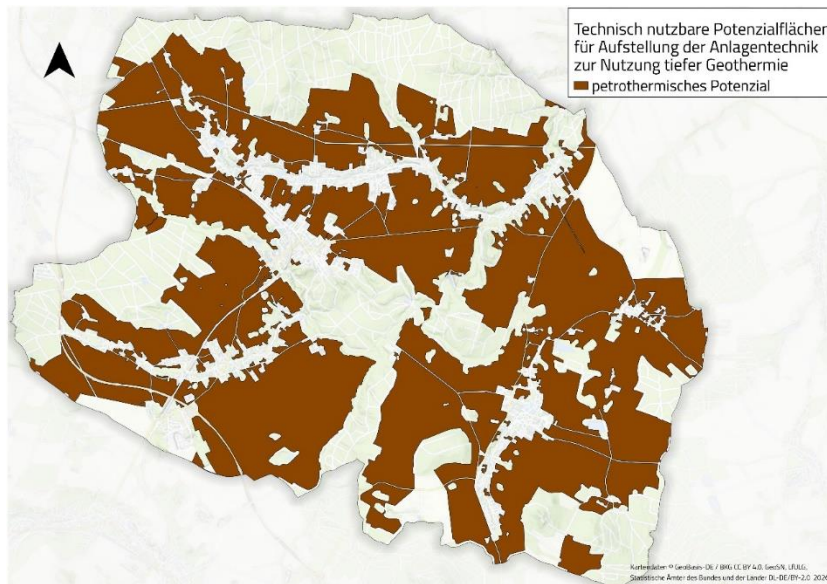 Technisch nutzbare Potenzialflächen
für Aufstellung der Anlagentechnik
zur Nutzung tiefer Geothermie
petrothermisches Potenzial
Kartendaten © GeoBasis-DE / BKG CC BY 4.0, GeoSN, LfULG,
Statistische Ämter des Bundes und der Länder DL-DE/BY-2.0